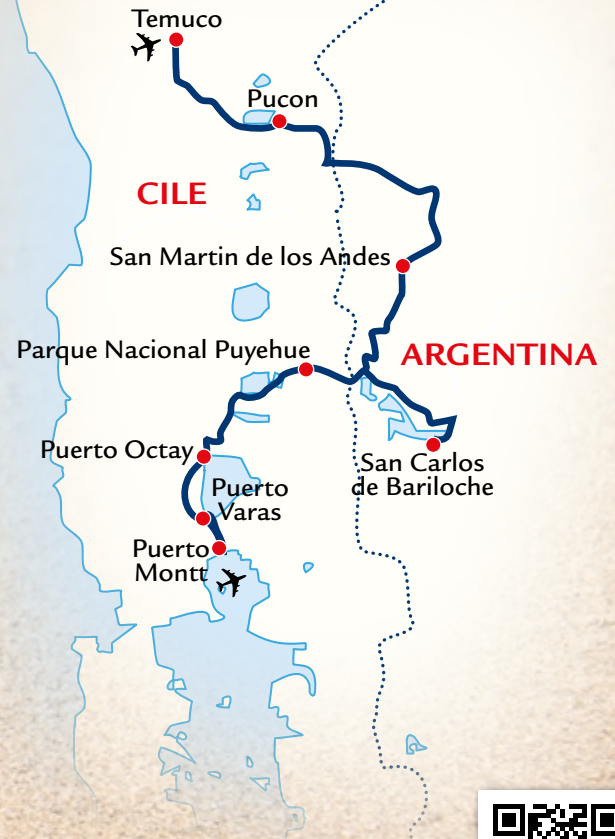 Temuco
Pucon
CILE
San Martin de los Andes
Parque Nacional Puyehue
ARGENTINA
Puerto Octay
San Carlos
de Bariloche
Puerto
Varas
Puerto
Montt